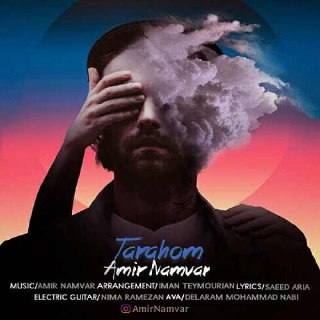 Tarahom
Amir Namvar
MUSIC/AMIR NAMVAR ARRANGEMENT/IMAN TEYMOURIAN LYRICS/SAEED ARIA
ELECTRIC GUITAR/NIMA RAMEZAN AVA/DELARAM MOHAMMAD NABI
@AmirNamvar